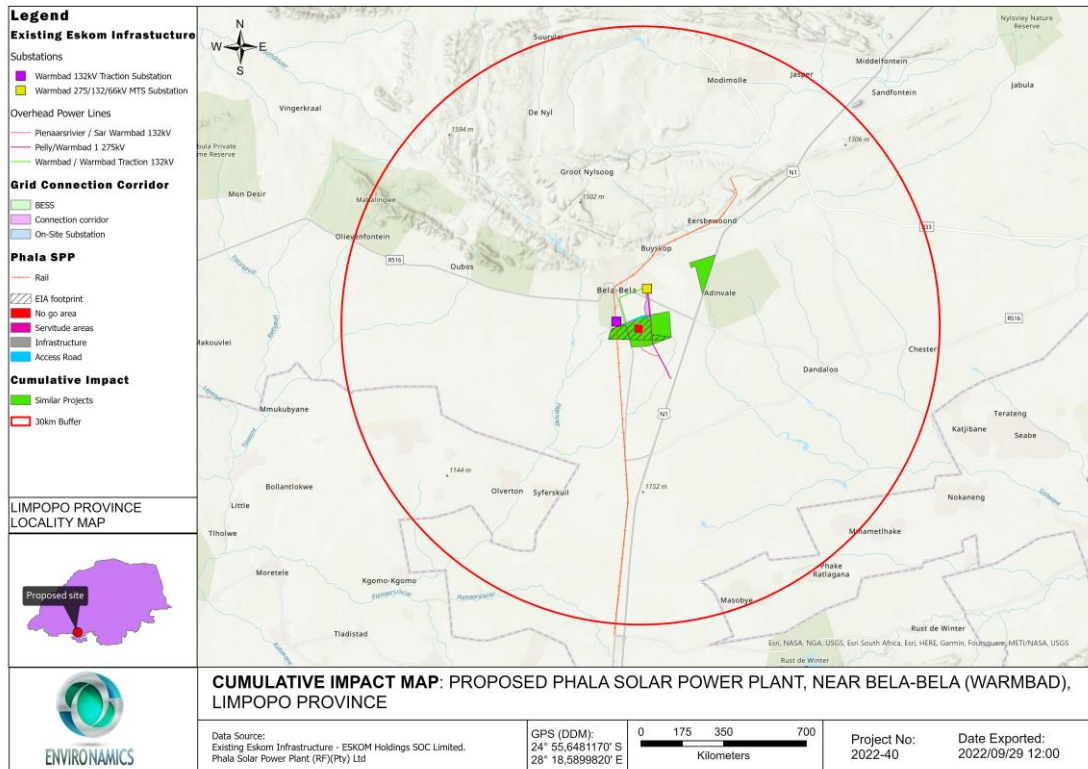 Legend
Existing Eskom Infrastucture
Substations
Warmbad 132kV Traction Substation
Warmbad 275/132/66kV MTS Substation
Overhead Power Lines
Pienaarsrivier / Sar Warmbad 132kV
Pelly/Warmbad 1 275kV
Warmbad / Warmbad Traction 132kV
Grid Connection Corridor
BESS
Connection corridor
On-Site Substation
Phala SPP
Rail
EIA footprint
No go area
Servitude areas
Infrastructure
Access Road
Cumulative Impact
Similar Projects
30km Buffer
LIMPOPO PROVINCE
LOCALITY MAP
Proposed site
ENVIRONAMICS
N
W E
S
Suurvlei
Nylsvley Nature
Reserve
Middelfontein
Modimolle
Jasper
Sandfontein
Jabula
Vingerkraal
De Nyl
1594 m
1306 m
N1
me Reserve
Groot Nylsoog
Mon Desir
Mabalingwe
1502 m
Eersbewoond
R33
Olievenfontein
Buyskop
R516
Oubos
Bela-Bela
Adinvale
R516
Makouvlei
Chester
Dandaloo
Mmukubyane
N1
Terateng
Katjibane
Seabe
1144 m
Bollantlokwe
Olverton
Syferskuil
1152 m
Nokaneng
Little
Tlholwe
Mmametlhake
Moretele
Kgomo-Kgomo
Phake
Ratlagana
Pienaarsrivier
Pienaarsrivier
Masobye
Tladistad
Rust de Winter
Esri, NASA, NGA, USGS, Esri South Africa, Esri, HERE, Garmin, Foursquare, METI/NASA, USGS
Rust de Winter
CUMULATIVE IMPACT MAP: PROPOSED PHALA SOLAR POWER PLANT, NEAR BELA-BELA (WARMBAD),
LIMPOPO PROVINCE
Data Source:
Existing Eskom Infrastructure - ESKOM Holdings SOC Limited.
Phala Solar Power Plant (RF)(Pty) Ltd
GPS (DDM):
24° 55,6481170' S
28° 18,5899820' E
0 175 350 700
Kilometers
Project No:
2022-40
Date Exported:
2022/09/29 12:00